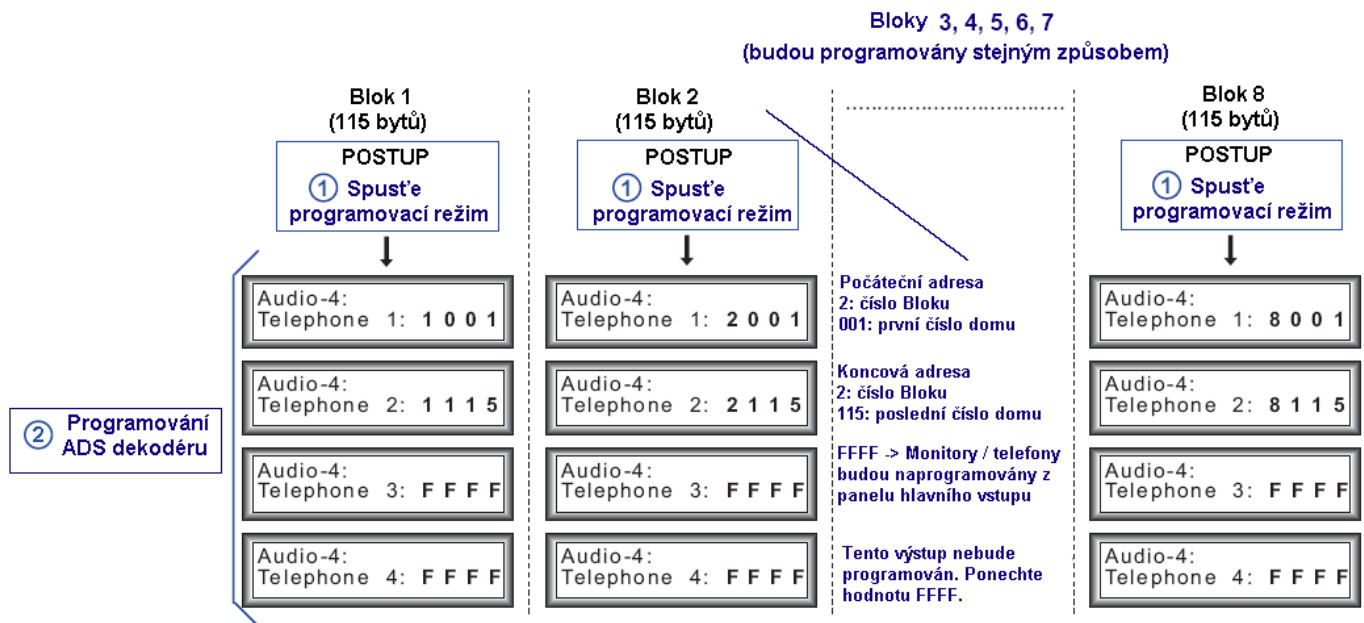 Bloky 3, 4, 5, 6, 7
(budou programovány stejným způsobem)
Blok 1
(115 bytů)
POSTUP
1 Spusťe
programovací režim
Audio-4:
Telephone 1: 1 0 0 1
Audio-4:
Telephone 2: 1 1 1 5
Audio-4:
Telephone 3: F F F F
Audio-4:
Telephone 4: F F F F
2 Programování
ADS dekodéru
Blok 2
(115 bytů)
POSTUP
1 Spusťe
programovací režim
Audio-4:
Telephone 1: 2 0 0 1
Audio-4:
Telephone 2: 2 1 1 5
Audio-4:
Telephone 3: F F F F
Audio-4:
Telephone 4: F F F F
..................................
Počáteční adresa
2: číslo Bloku
001: první číslo domu
Koncová adresa
2: číslo Bloku
115: poslední číslo domu
FFFF -> Monitory / telefony
budou naprogramovány z
panelu hlavního vstupu
Tento výstup nebude
programován. Ponechte
hodnotu FFFF.
Blok 8
(115 bytů)
POSTUP
1 Spusťe
programovací režim
Audio-4:
Telephone 1: 8 0 0 1
Audio-4:
Telephone 2: 8 1 1 5
Audio-4:
Telephone 3: F F F F
Audio-4:
Telephone 4: F F F F